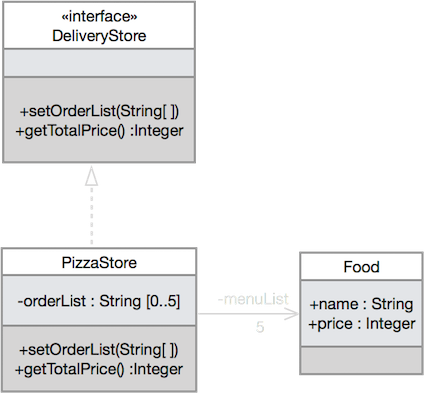 «interface»
DeliveryStore
+setOrderList(String[ ])
+getTotalPrice() :Integer
PizzaStore
-orderList : String [0..5]
+setOrderList(String[ ])
+getTotalPrice() :Integer
-menuList
5
Food
+name : String
+price : Integer